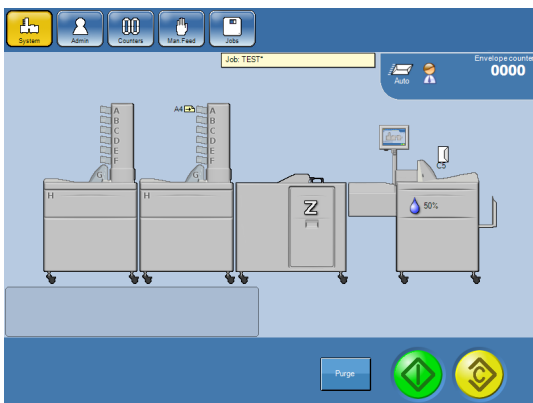 System
Admin
Counters
Man.Feed
Jobs
Job: TEST*
Envelope counter
0000
Auto
A
B
C
D
E
F
G
H
A4
A
B
C
D
E
F
G
H
Z
C5
50%
Purge
C